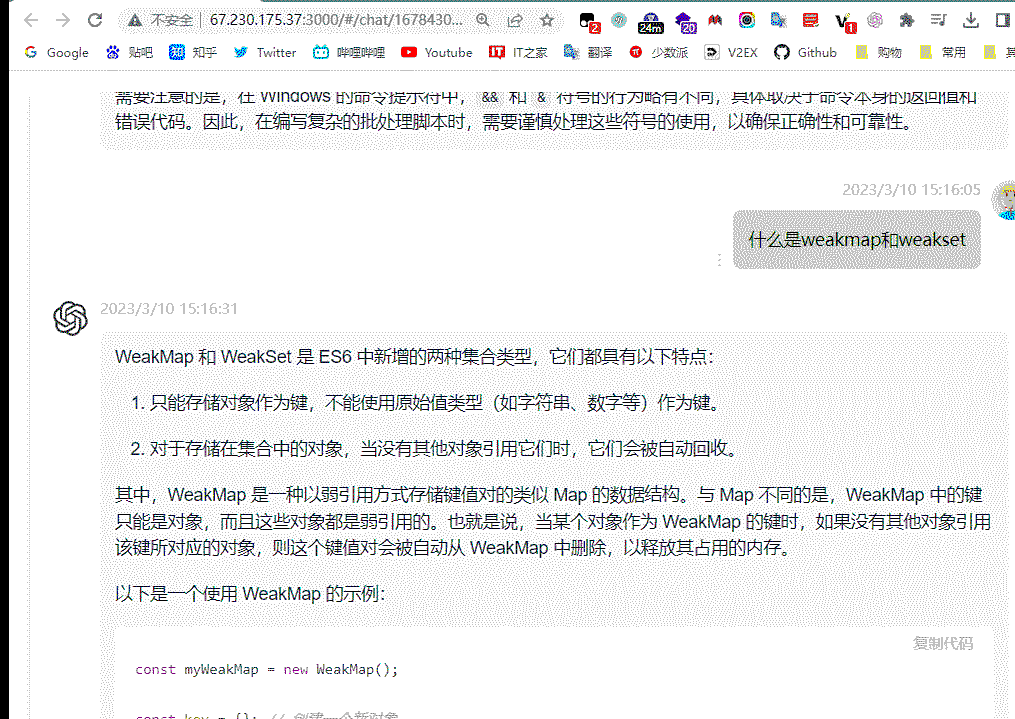 不安全 67.230.175.37:3000/#/chat/1678430... 2 24m 20 1
Google 贴吧 知乎 Twitter 哔哩哔哩 Youtube IT之家 翻译 少数派 V2EX Github 购物 常用
需要注意的是，在 Windows 的命令提示符中， && 和 & 符号的行为略有不同，具体取决于命令本身的返回值和
错误代码。因此，在编写复杂的批处理脚本时，需要谨慎处理这些符号的使用，以确保正确性和可靠性。
2023/3/10 15:16:05
什么是weakmap和weakset
2023/3/10 15:16:31
WeakMap 和 WeakSet 是 ES6 中新增的两种集合类型，它们都具有以下特点：
1. 只能存储对象作为键，不能使用原始值类型（如字符串、数字等）作为键。
2. 对于存储在集合中的对象，当没有其他对象引用它们时，它们会被自动回收。
其中，WeakMap 是一种以弱引用方式存储键值对的类似 Map 的数据结构。与 Map 不同的是，WeakMap 中的键
只能是对象，而且这些对象都是弱引用的。也就是说，当某个对象作为 WeakMap 的键时，如果没有其他对象引用
该键所对应的对象，则这个键值对会被自动从 WeakMap 中删除，以释放其占用的内存。
以下是一个使用 WeakMap 的示例：
复制代码
const myWeakMap = new WeakMap();
const key = {}; // 创建一个新对象